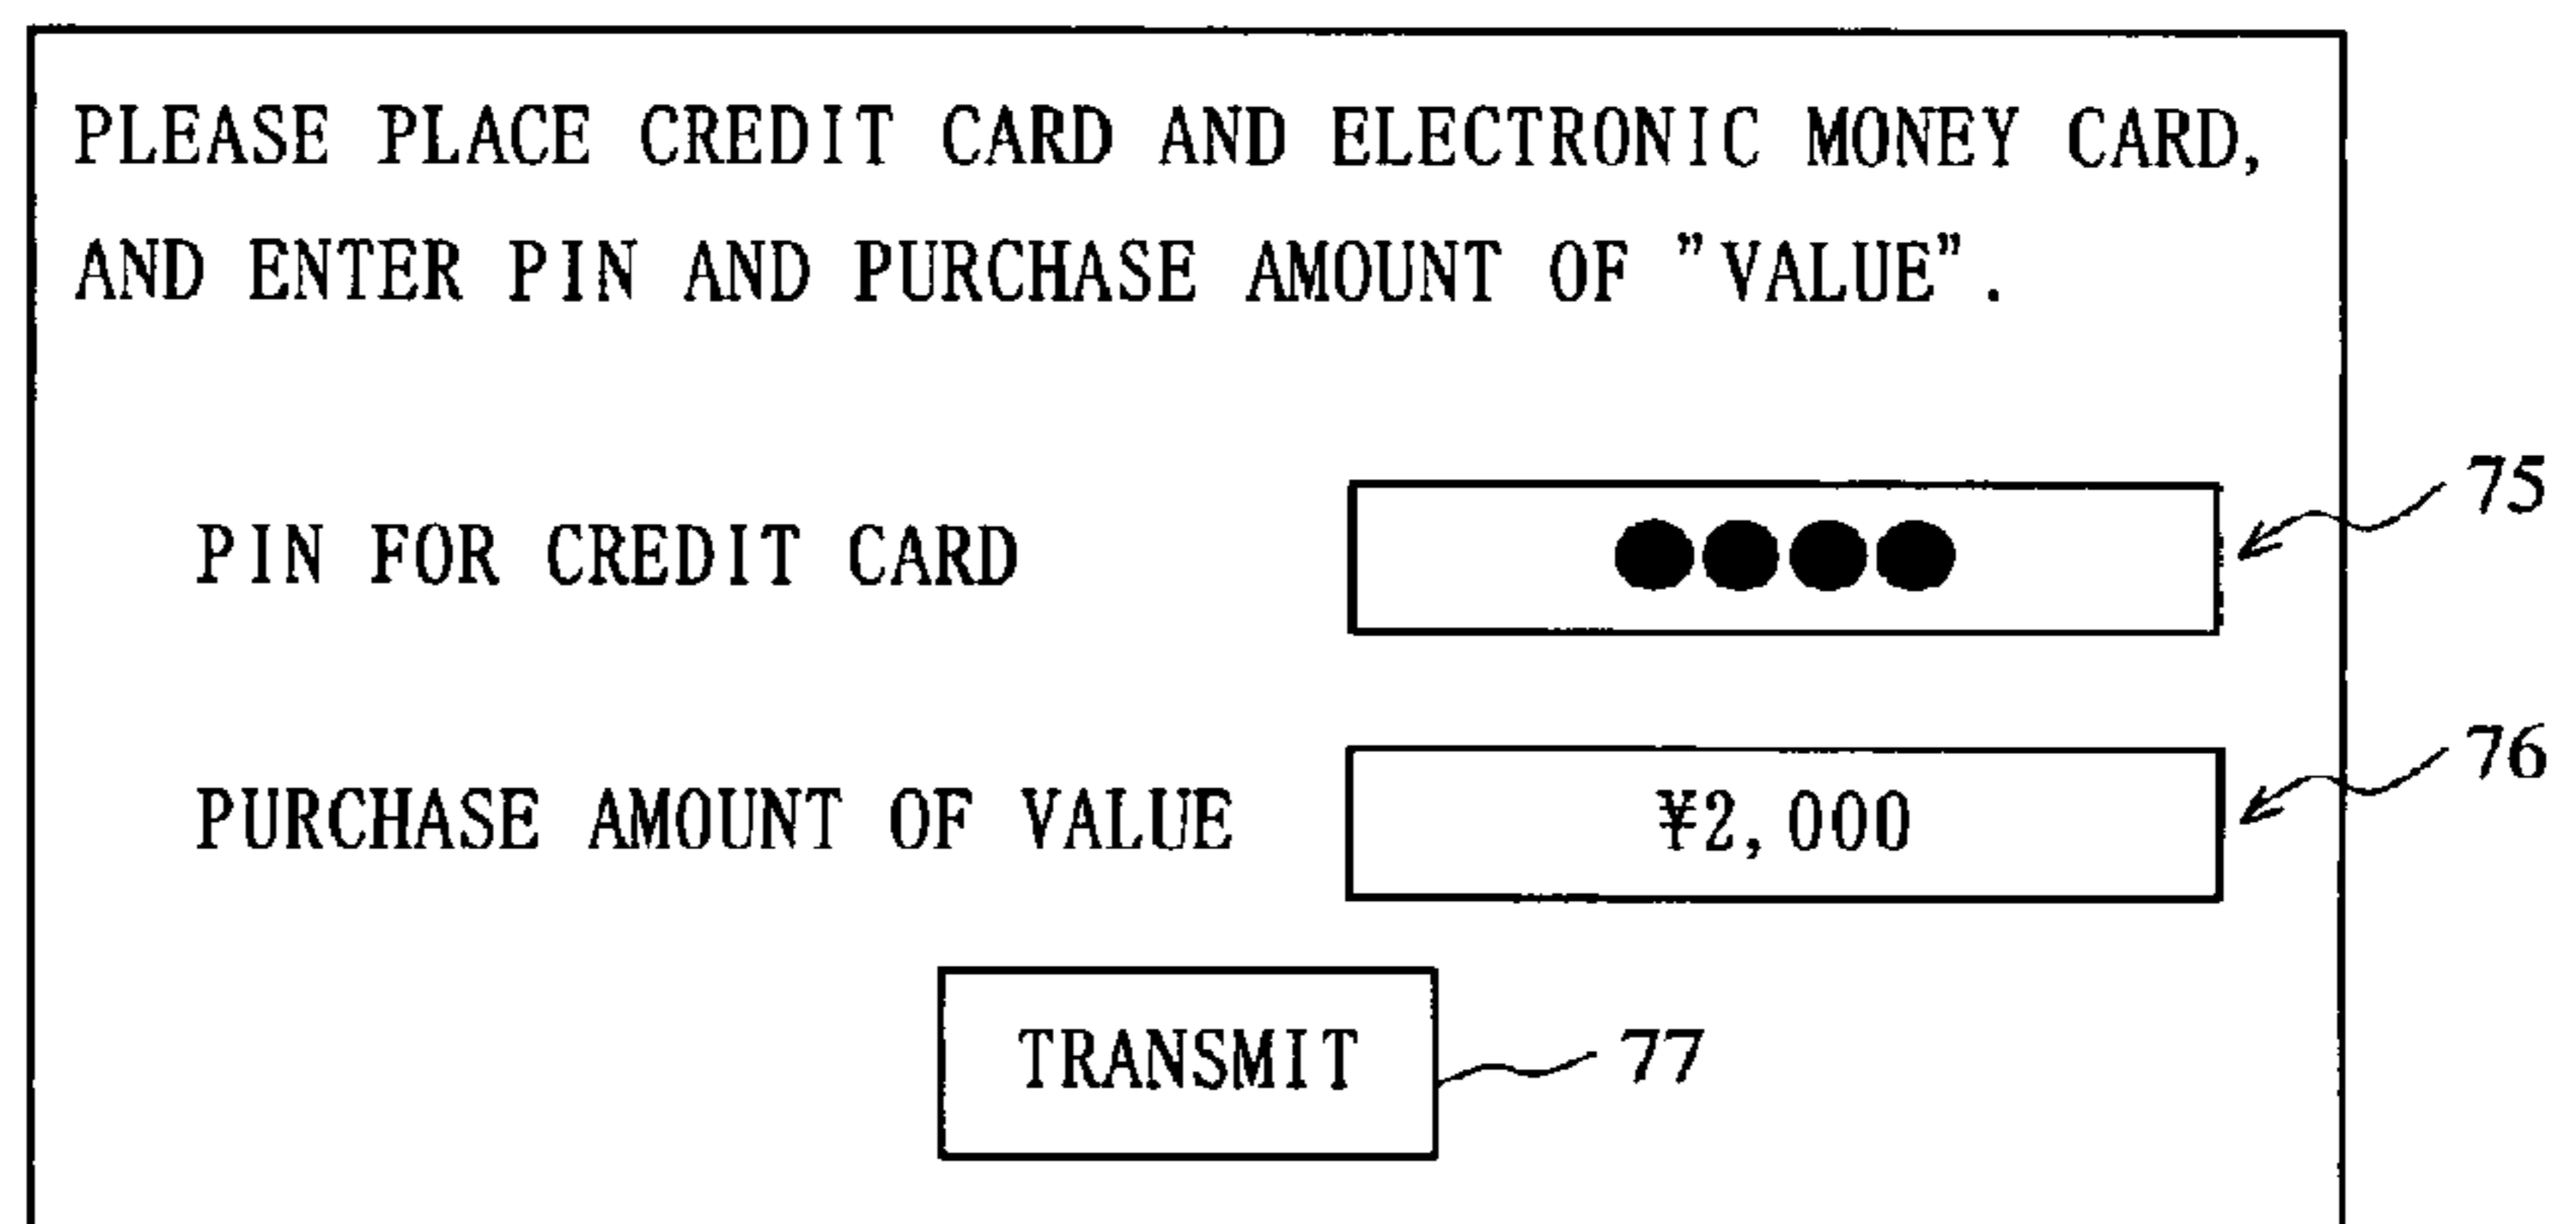 PLEASE PLACE CREDIT CARD AND ELECTRONIC MONEY CARD,
AND ENTER PIN AND PURCHASE AMOUNT OF "VALUE".
PIN FOR CREDIT CARD ●●●● 75
PURCHASE AMOUNT OF VALUE ¥2,000 76
TRANSMIT 77